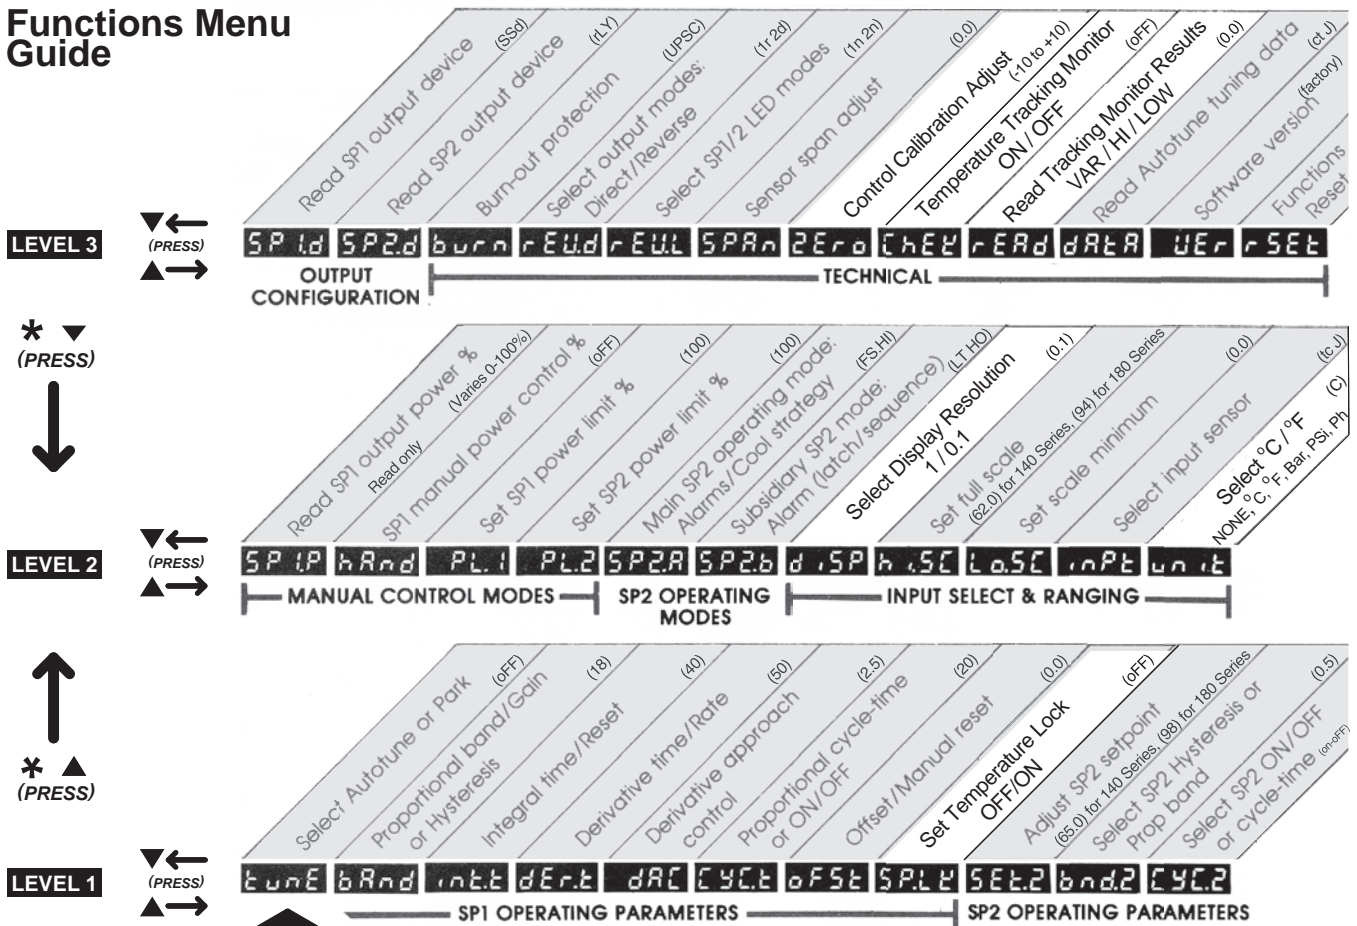 Functions Menu
Guide
Read SP1 output device
(SSd)
Read SP2 output device
(rLY)
Burn-out protection
(UPSC)
Select output modes:
Direct/Reverse
(1r 2d)
Select SP1/2 LED modes
(1n 2n)
Sensor span adjust
(0.0)
Control Calibration Adjust
(-10 to +10)
Temperature Tracking Monitor
ON / OFF
(oFF)
Read Tracking Monitor Results
VAR / HI / LOW
(0.0)
Read Autotune tuning data
(ct J)
Software version
(factory)
Functions
Reset
LEVEL 3
(PRESS)
SP1.d SP2.d burn rEU.d rEU.L SPAn ZEro ChEK rEAd dAtA UEr rSEt
OUTPUT
CONFIGURATION
TECHNICAL
* ▼
(PRESS)
Read SP1 output power %
Read only
(Varies 0-100%)
SP1 manual power control %
(oFF)
Set SP1 power limit %
(100)
Set SP2 power limit %
(100)
Main SP2 operating mode:
Alarms/Cool strategy
(FS.HI)
Subsidiary SP2 mode:
Alarm (latch/sequence)
(LT HO)
Select Display Resolution
1 / 0.1
(0.1)
Set full scale
(62.0) for 140 Series, (94) for 180 Series
Set scale minimum
(0.0)
Select input sensor
(tc J)
Select °C / °F
NONE, °C, °F, Bar, PSi, Ph
(C)
LEVEL 2
(PRESS)
SP1.P hAnd PL.1 PL.2 SP2.A SP2.b diSP hi.SC Lo.SC inPt unit
MANUAL CONTROL MODES
SP2 OPERATING
MODES
INPUT SELECT & RANGING
* ▲
(PRESS)
Select Autotune or Park
(oFF)
Proportional band/Gain
or Hysteresis
(18)
Integral time/Reset
(40)
Derivative time/Rate
(50)
Derivative approach
control
(2.5)
Proportional cycle-time
or ON/OFF
(20)
Offset/Manual reset
(0.0)
Set Temperature Lock
OFF/ON
(oFF)
Adjust SP2 setpoint
(65.0) for 140 Series, (98) for 180 Series
Select SP2 Hysteresis or
Prop band
(0.5)
Select SP2 ON/OFF
or cycle-time
(on-oFF)
LEVEL 1
(PRESS)
tunE bAnd int.t dEr.t dAC CYC.t oFSt SP.LK SEt.2 bnd.2 CYC.2
SP1 OPERATING PARAMETERS
SP2 OPERATING PARAMETERS